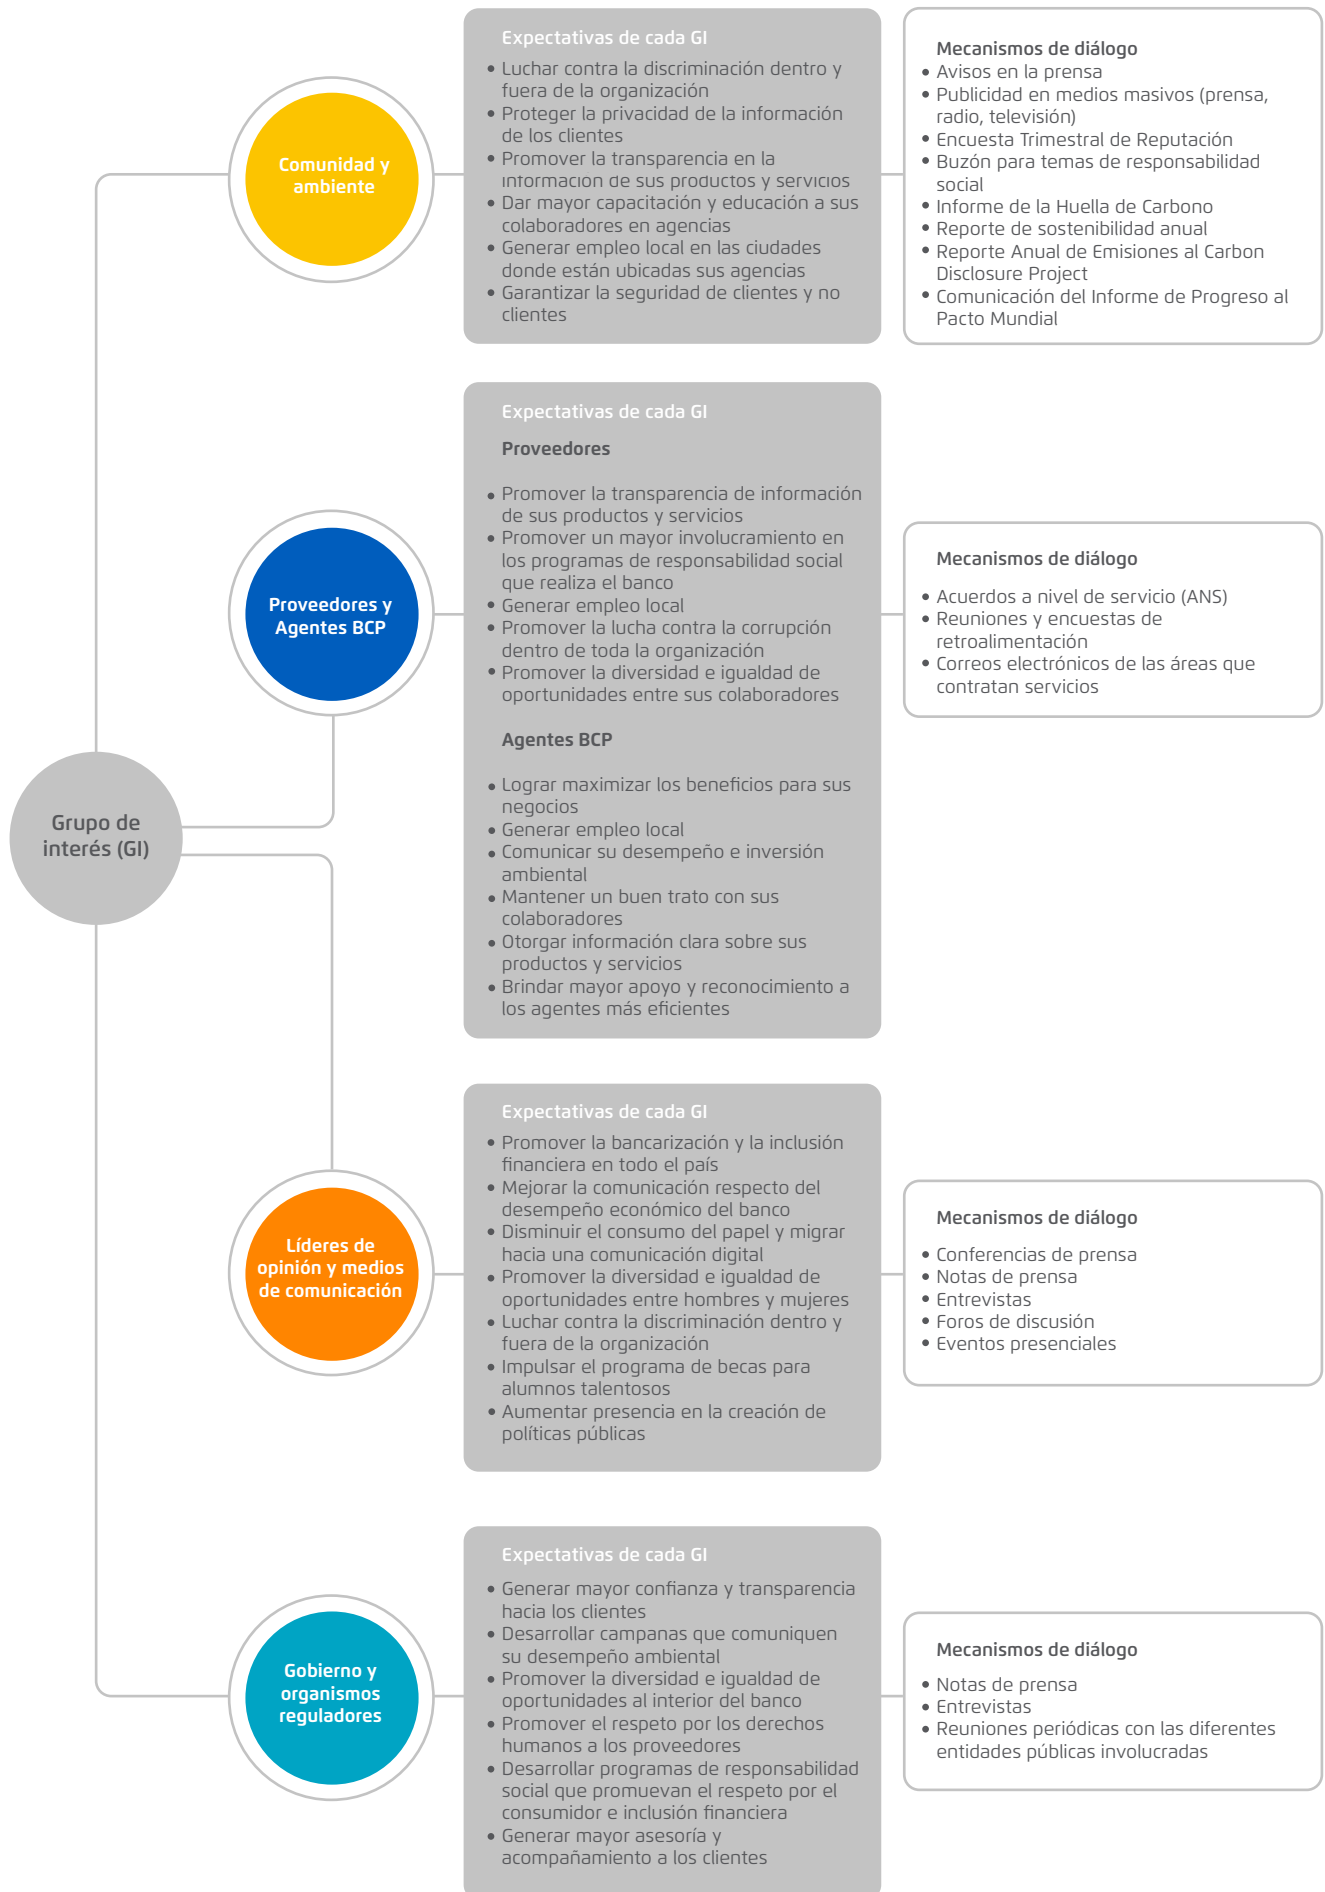 Grupo de
interés (GI)
Comunidad y
ambiente
Expectativas de cada GI
• Luchar contra la discriminación dentro y
fuera de la organización
• Proteger la privacidad de la información
de los clientes
• Promover la transparencia en la
información de sus productos y servicios
• Dar mayor capacitación y educación a sus
colaboradores en agencias
• Generar empleo local en las ciudades
donde están ubicadas sus agencias
• Garantizar la seguridad de clientes y no
clientes
Mecanismos de diálogo
• Avisos en la prensa
• Publicidad en medios masivos (prensa,
radio, televisión)
• Encuesta Trimestral de Reputación
• Buzón para temas de responsabilidad
social
• Informe de la Huella de Carbono
• Reporte de sostenibilidad anual
• Reporte Anual de Emisiones al Carbon
Disclosure Project
• Comunicación del Informe de Progreso al
Pacto Mundial
Proveedores y
Agentes BCP
Expectativas de cada GI
Proveedores
• Promover la transparencia de información
de sus productos y servicios
• Promover un mayor involucramiento en
los programas de responsabilidad social
que realiza el banco
• Generar empleo local
• Promover la lucha contra la corrupción
dentro de toda la organización
• Promover la diversidad e igualdad de
oportunidades entre sus colaboradores
Agentes BCP
• Lograr maximizar los beneficios para sus
negocios
• Generar empleo local
• Comunicar su desempeño e inversión
ambiental
• Mantener un buen trato con sus
colaboradores
• Otorgar información clara sobre sus
productos y servicios
• Brindar mayor apoyo y reconocimiento a
los agentes más eficientes
Mecanismos de diálogo
• Acuerdos a nivel de servicio (ANS)
• Reuniones y encuestas de
retroalimentación
• Correos electrónicos de las áreas que
contratan servicios
Líderes de
opinión y medios
de comunicación
Expectativas de cada GI
• Promover la bancarización y la inclusión
financiera en todo el país
• Mejorar la comunicación respecto del
desempeño económico del banco
• Disminuir el consumo del papel y migrar
hacia una comunicación digital
• Promover la diversidad e igualdad de
oportunidades entre hombres y mujeres
• Luchar contra la discriminación dentro y
fuera de la organización
• Impulsar el programa de becas para
alumnos talentosos
• Aumentar presencia en la creación de
políticas públicas
Mecanismos de diálogo
• Conferencias de prensa
• Notas de prensa
• Entrevistas
• Foros de discusión
• Eventos presenciales
Gobierno y
organismos
reguladores
Expectativas de cada GI
• Generar mayor confianza y transparencia
hacia los clientes
• Desarrollar campanas que comuniquen
su desempeño ambiental
• Promover la diversidad e igualdad de
oportunidades al interior del banco
• Promover el respeto por los derechos
humanos a los proveedores
• Desarrollar programas de responsabilidad
social que promuevan el respeto por el
consumidor e inclusión financiera
• Generar mayor asesoría y
acompañamiento a los clientes
Mecanismos de diálogo
• Notas de prensa
• Entrevistas
• Reuniones periódicas con las diferentes
entidades públicas involucradas